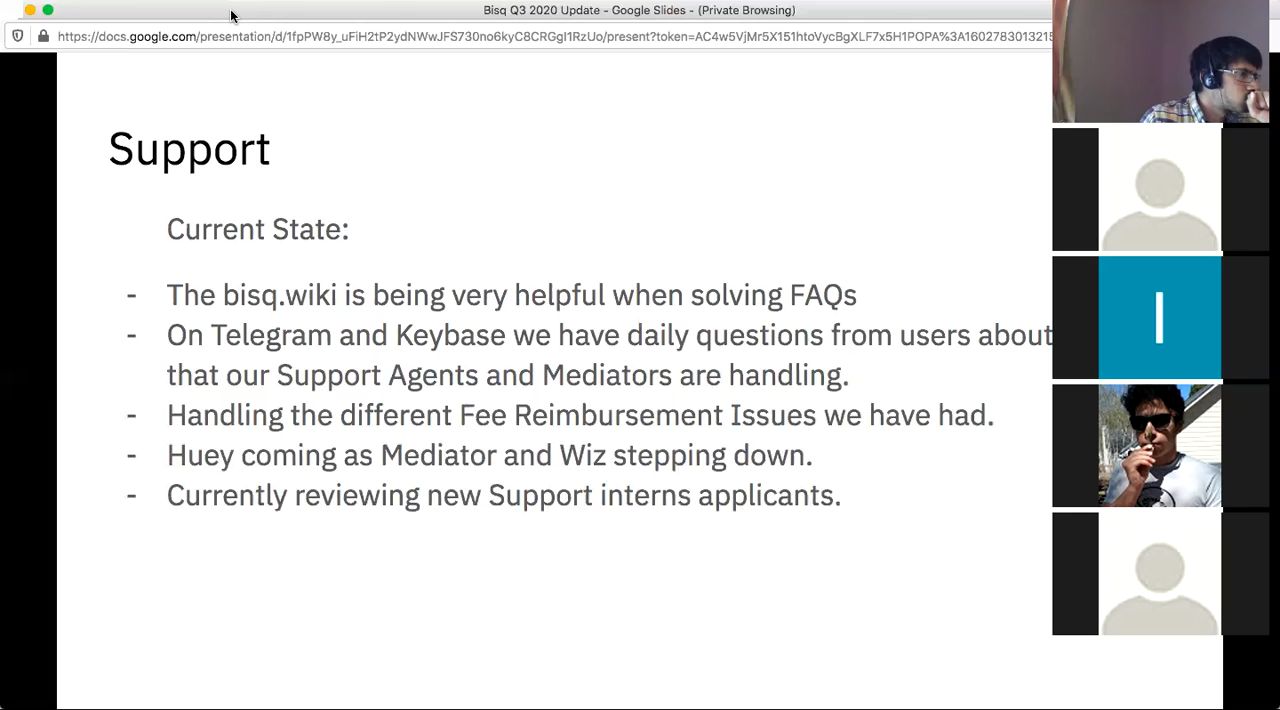 Bisq Q3 2020 Update - Google Slides - (Private Browsing)
https://docs.google.com/presentation/d/1fpPW8y_uFiH2tP2ydNWwJFS730no6kyC8CRGgI1RzUo/present?token=AC4w5VjMr5X151htoVycBgXLF7x5H1POPA%3A1602783013215
Support
Current State:
- The bisq.wiki is being very helpful when solving FAQs
- On Telegram and Keybase we have daily questions from users about
that our Support Agents and Mediators are handling.
- Handling the different Fee Reimbursement Issues we have had.
- Huey coming as Mediator and Wiz stepping down.
- Currently reviewing new Support interns applicants.
I